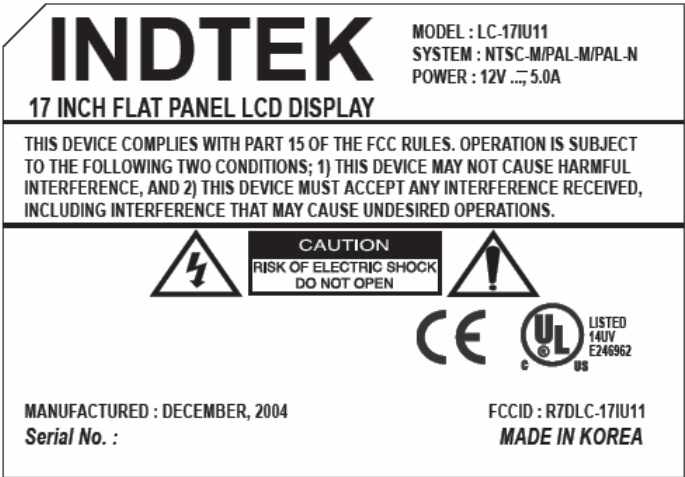 INDTEK
17 INCH FLAT PANEL LCD DISPLAY
MODEL : LC-17IU11
SYSTEM : NTSC-M/PAL-M/PAL-N
POWER : 12V ⎓, 5.0A
THIS DEVICE COMPLIES WITH PART 15 OF THE FCC RULES. OPERATION IS SUBJECT
TO THE FOLLOWING TWO CONDITIONS; 1) THIS DEVICE MAY NOT CAUSE HARMFUL
INTERFERENCE, AND 2) THIS DEVICE MUST ACCEPT ANY INTERFERENCE RECEIVED,
INCLUDING INTERFERENCE THAT MAY CAUSE UNDESIRED OPERATIONS.
CAUTION
RISK OF ELECTRIC SHOCK
DO NOT OPEN
CE
C UL ® US
LISTED
14UV
E246962
MANUFACTURED : DECEMBER, 2004
FCCID : R7DLC-17IU11
Serial No. :
MADE IN KOREA